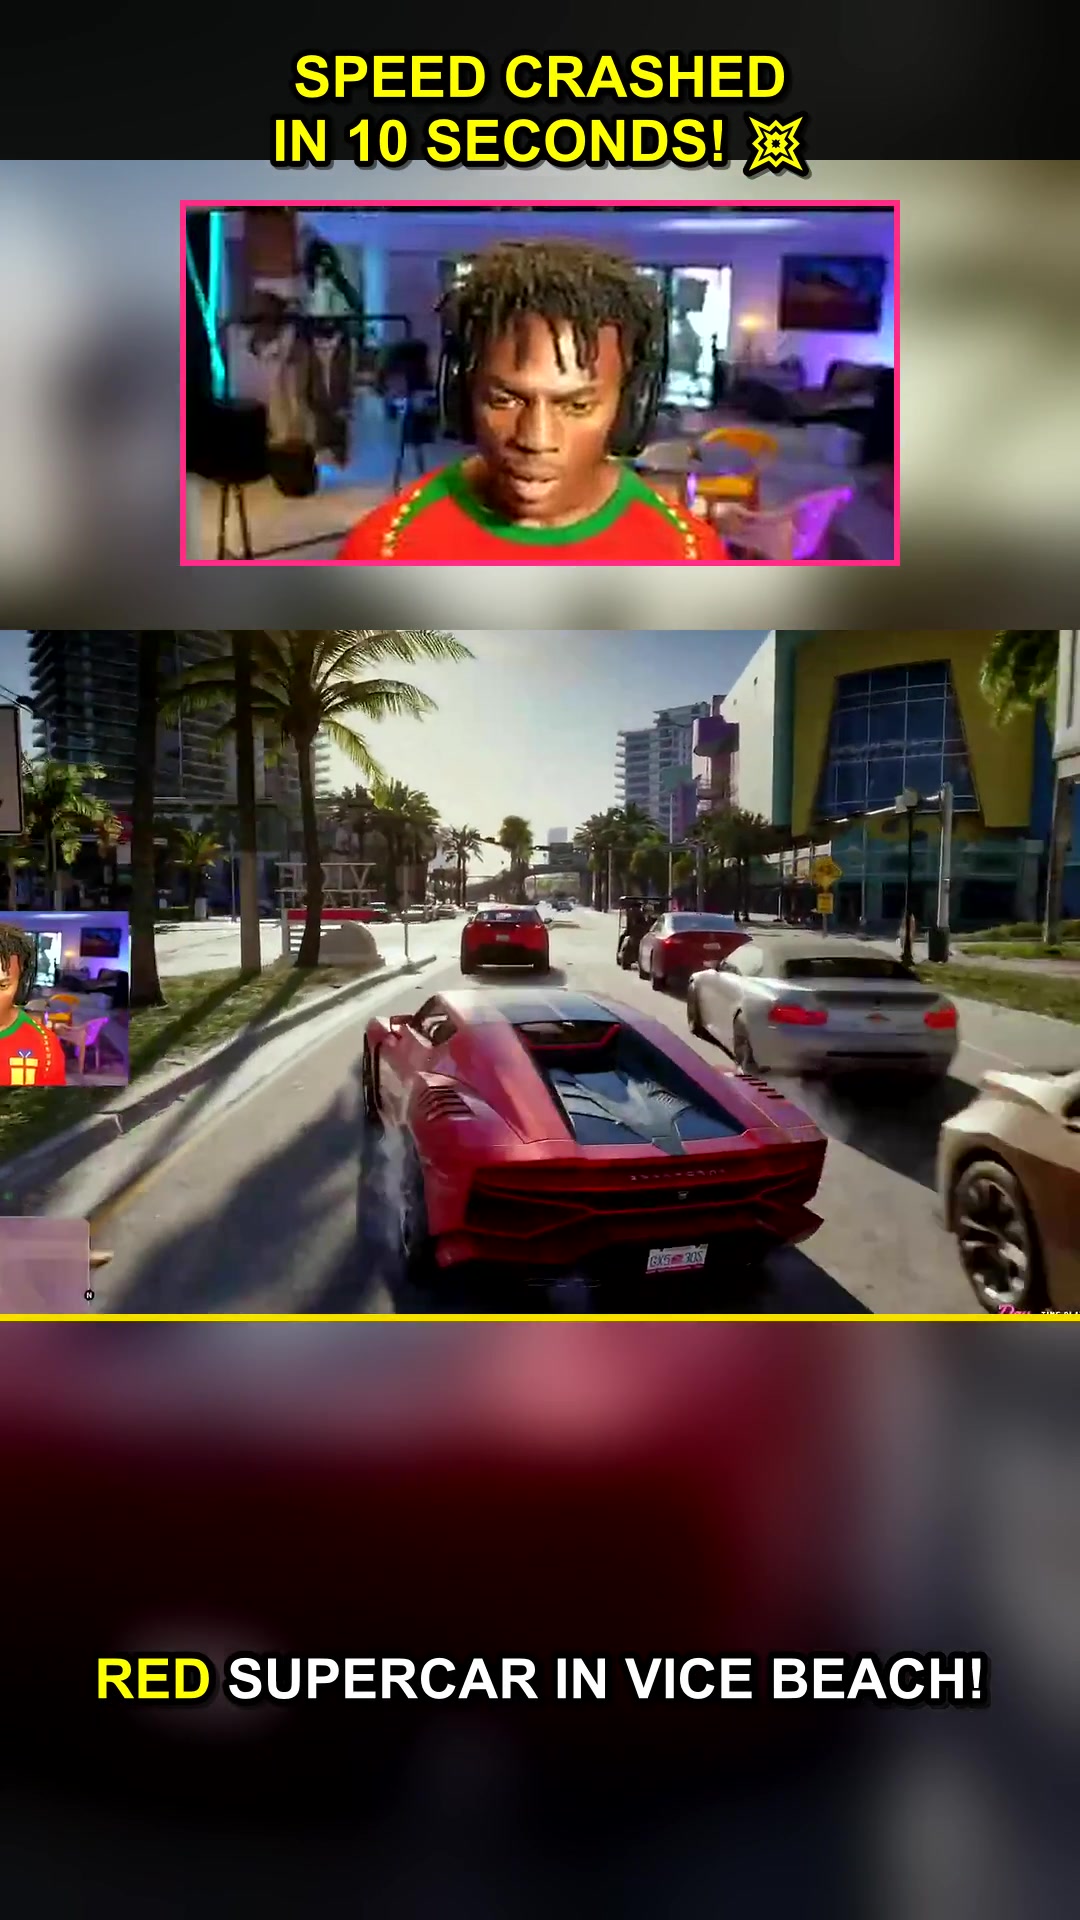 SPEED CRASHED
IN 10 SECONDS! 💥
RED SUPERCAR IN VICE BEACH!